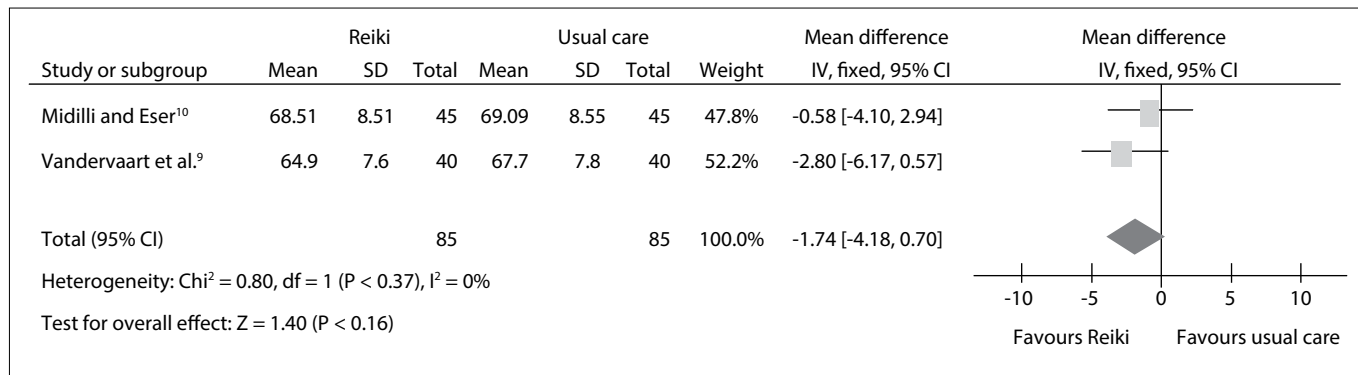 Reiki Usual care Mean difference Mean difference
Study or subgroup Mean SD Total Mean SD Total Weight IV, fixed, 95% CI IV, fixed, 95% CI
Midilli and Eser¹⁰ 68.51 8.51 45 69.09 8.55 45 47.8% -0.58 [-4.10, 2.94]
Vandervaart et al.⁹ 64.9 7.6 40 67.7 7.8 40 52.2% -2.80 [-6.17, 0.57]
Total (95% CI) 85 85 100.0% -1.74 [-4.18, 0.70]
Heterogeneity: Chi² = 0.80, df = 1 (P < 0.37), I² = 0%
Test for overall effect: Z = 1.40 (P < 0.16)
-10 -5 0 5 10
Favours Reiki Favours usual care